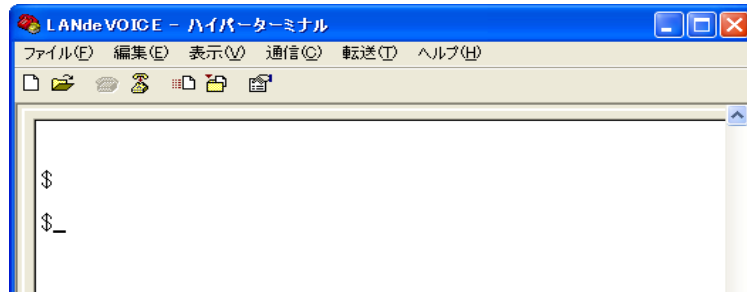 LANdeVOICE - ハイパーターミナル
ファイル(F) 編集(E) 表示(V) 通信(C) 転送(T) ヘルプ(H)
$
$_